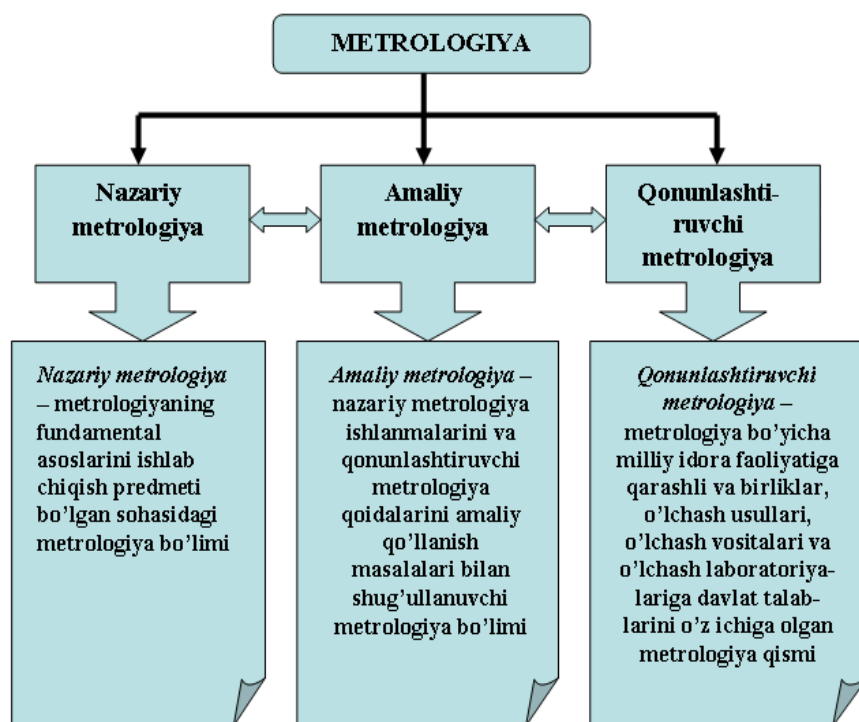 METROLOGIYA
Nazariy
metrologiya
Amaliy
metrologiya
Qonunlashti-
ruvchi
metrologiya
Nazariy metrologiya
– metrologiyaning
fundamental
asoslarini ishlab
chiqish predmeti
bo’lgan sohasidagi
metrologiya bo’limi
Amaliy metrologiya –
nazariy metrologiya
ishlanmalarini va
qonunlashtiruvchi
metrologiya
qoidalarini amaliy
qo’llanish
masalalari bilan
shug’ullanuvchi
metrologiya bo’limi
Qonunlashtiruvchi
metrologiya –
metrologiya bo’yicha
milliy idora faoliyatiga
qarashli va birliklar,
o’lchash usullari,
o’lchash vositalari va
o’lchash laboratoriya-
lariga davlat talab-
larini o’z ichiga olgan
metrologiya qismi